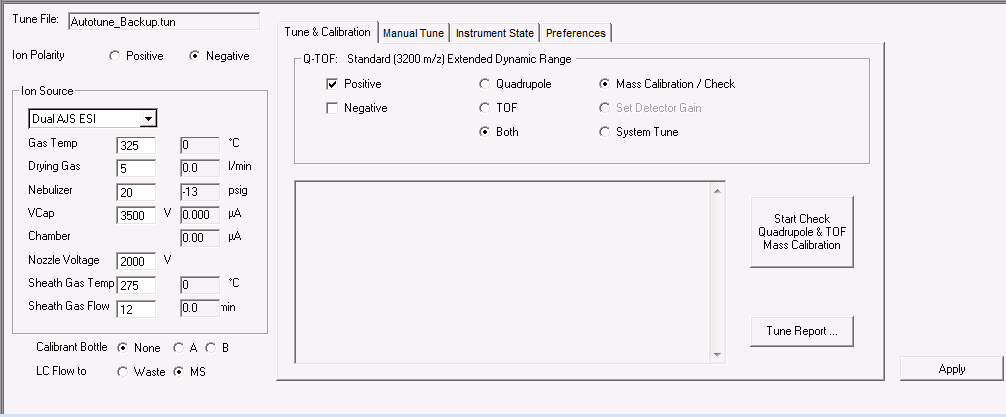 Tune File: Autotune_Backup.tun
Ion Polarity Positive Negative
Ion Source
Dual AJS ESI
Gas Temp 325 0 °C
Drying Gas 5 0.0 l/min
Nebulizer 20 -13 psig
VCap 3500 V 0.000 µA
Chamber 0.00 µA
Nozzle Voltage 2000 V
Sheath Gas Temp 275 0 °C
Sheath Gas Flow 12 0.0 min
Calibrant Bottle None A B
LC Flow to Waste MS
Tune & Calibration Manual Tune Instrument State Preferences
Q-TOF: Standard (3200 m/z) Extended Dynamic Range
Positive Quadrupole Mass Calibration / Check
Negative TOF Set Detector Gain
Both System Tune
Start Check
Quadrupole & TOF
Mass Calibration
Tune Report ...
Apply